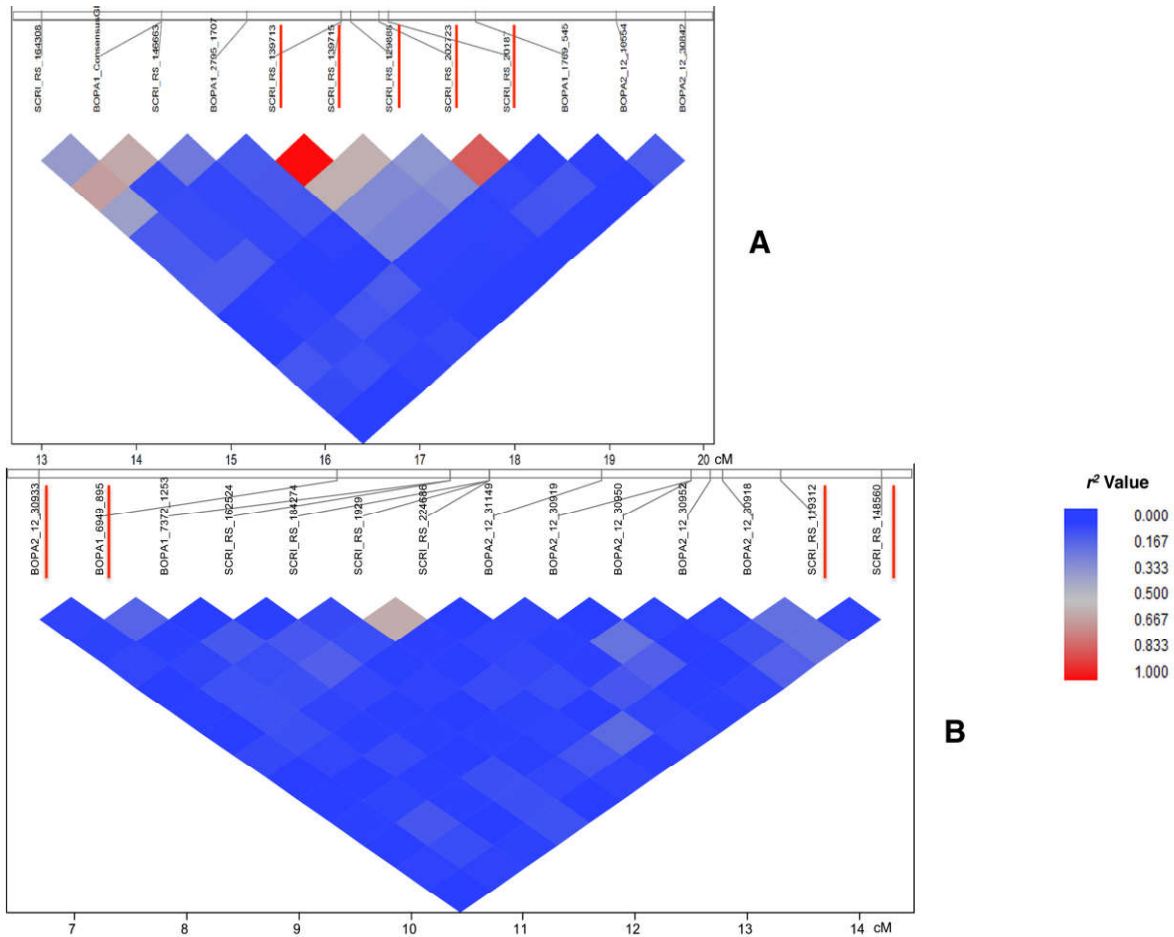 SCRI_RS_164308
BOPA1_ConsensusGI
SCRI_RS_146663
BOPA1_2795_1707
SCRI_RS_139713
SCRI_RS_139715
SCRI_RS_129888
SCRI_RS_202723
SCRI_RS_20187
BOPA1_1769_545
BOPA2_12_10554
BOPA2_12_30842
A
13 14 15 16 17 18 19 20 cM
BOPA2_12_30933
BOPA1_6949_895
BOPA1_7372_1253
SCRI_RS_162524
SCRI_RS_184274
SCRI_RS_1929
SCRI_RS_224686
BOPA2_12_31149
BOPA2_12_30919
BOPA2_12_30950
BOPA2_12_30952
BOPA2_12_30918
SCRI_RS_119312
SCRI_RS_148560
r² Value
0.000
0.167
0.333
0.500
0.667
0.833
1.000
B
7 8 9 10 11 12 13 14 cM